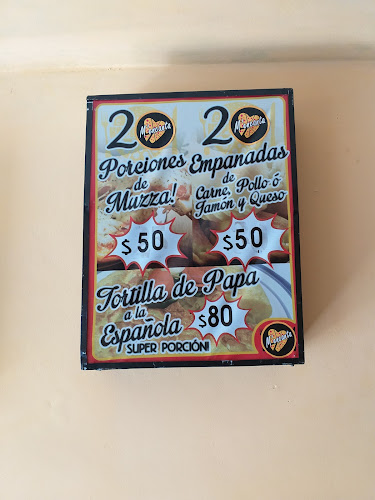 2
Porciones
de
Muzza!
$50
2
Empanadas
de
Carne, Pollo ó
Jamón y Queso
$50
Tortilla de Papa
a la
Española
$80
SUPER PORCIÓN!